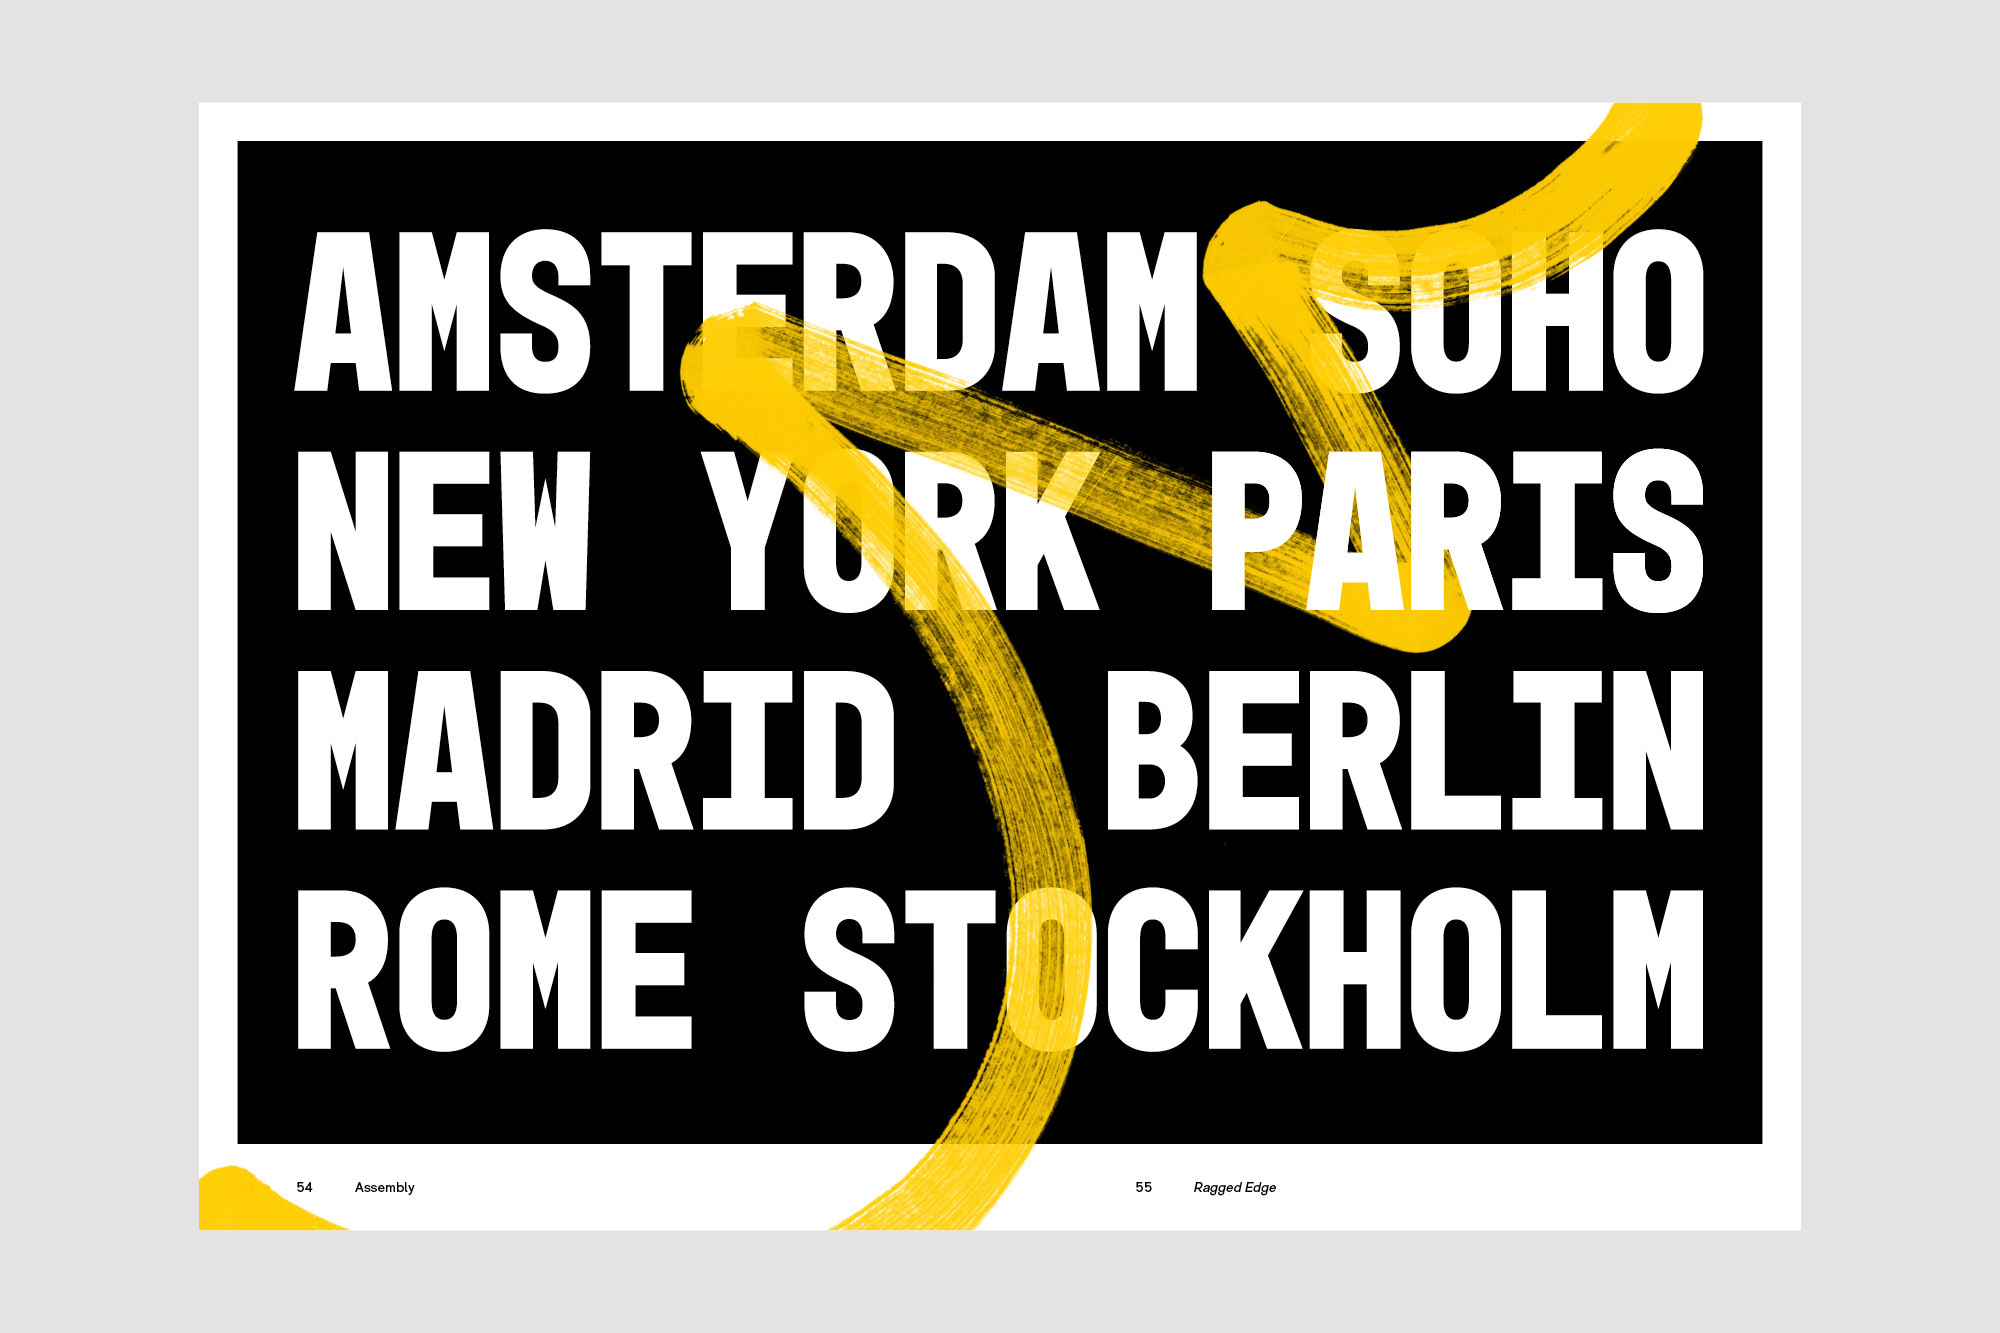 AMSTERDAM SOHO
NEW YORK PARIS
MADRID BERLIN
ROME STOCKHOLM
54 Assembly 55 Ragged Edge